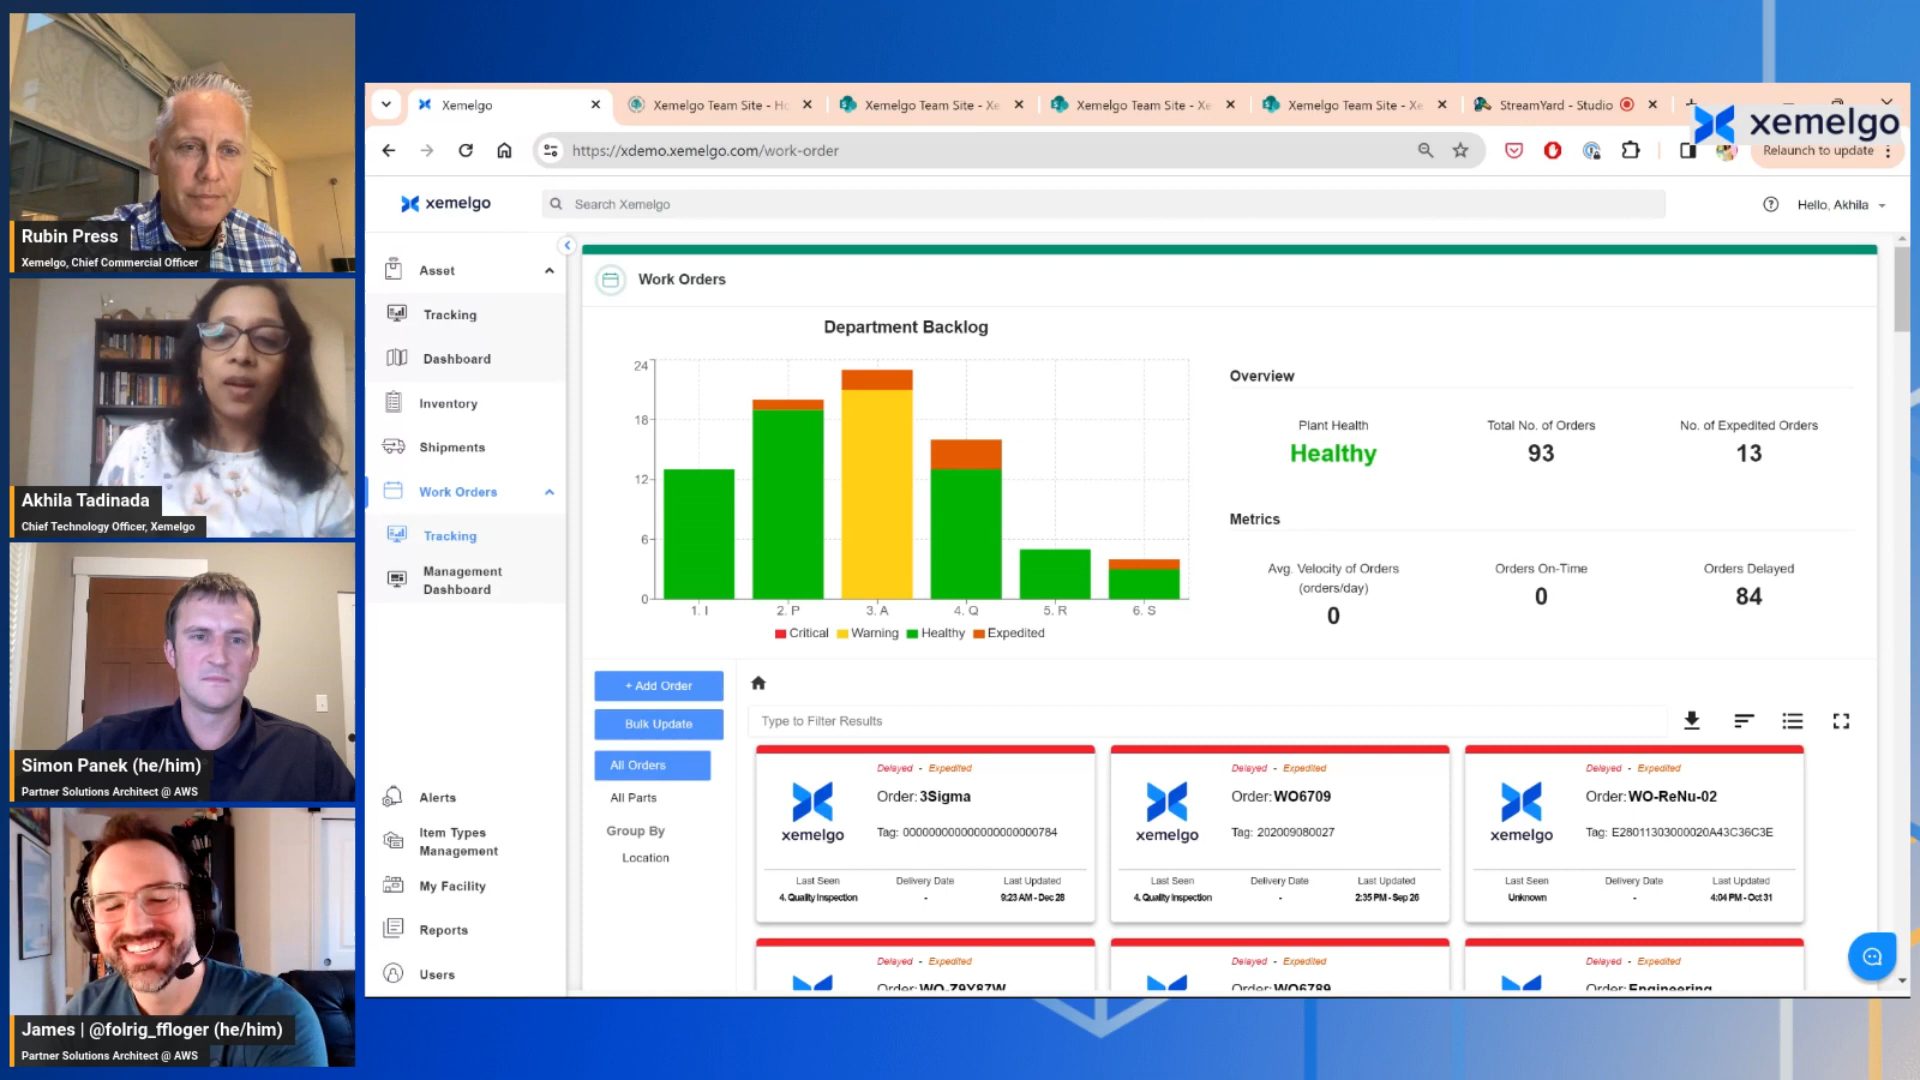 Rubin Press
Xemelgo, Chief Commercial Officer
Akhila Tadinada
Chief Technology Officer, Xemelgo
Simon Panek (he/him)
Partner Solutions Architect @ AWS
James | @folrig_ffloger (he/him)
Partner Solutions Architect @ AWS
Xemelgo
Xemelgo Team Site - Ho
Xemelgo Team Site - Xe
Xemelgo Team Site - Xe
Xemelgo Team Site - Xe
StreamYard - Studio
xemelgo
https://xdemo.xemelgo.com/work-order
Relaunch to update
xemelgo
Search Xemelgo
Hello, Akhila
Asset
Tracking
Dashboard
Inventory
Shipments
Work Orders
Tracking
Management
Dashboard
Alerts
Item Types
Management
My Facility
Reports
Users
Work Orders
Department Backlog
24
18
12
6
0
1. I
2. P
3. A
4. Q
5. R
6. S
Critical
Warning
Healthy
Expedited
Overview
Plant Health
Total No. of Orders
No. of Expedited Orders
Healthy
93
13
Metrics
Avg. Velocity of Orders
(orders/day)
Orders On-Time
Orders Delayed
0
0
84
+ Add Order
Bulk Update
All Orders
All Parts
Group By
Location
Type to Filter Results
Delayed - Expedited
Order: 3Sigma
xemelgo
Tag: 000000000000000000000784
Last Seen
Delivery Date
Last Updated
4. Quality Inspection
-
9:23 AM - Dec 28
Delayed - Expedited
Order: WO6709
xemelgo
Tag: 202009080027
Last Seen
Delivery Date
Last Updated
4. Quality Inspection
-
2:35 PM - Sep 26
Delayed - Expedited
Order: WO-ReNu-02
xemelgo
Tag: E28011303000020A43C36C3E
Last Seen
Delivery Date
Last Updated
Unknown
-
4:04 PM - Oct 31
Delayed - Expedited
Order: WO-Z9Y87W
Delayed - Expedited
Order: WO6789
Delayed - Expedited
Order: Engineering